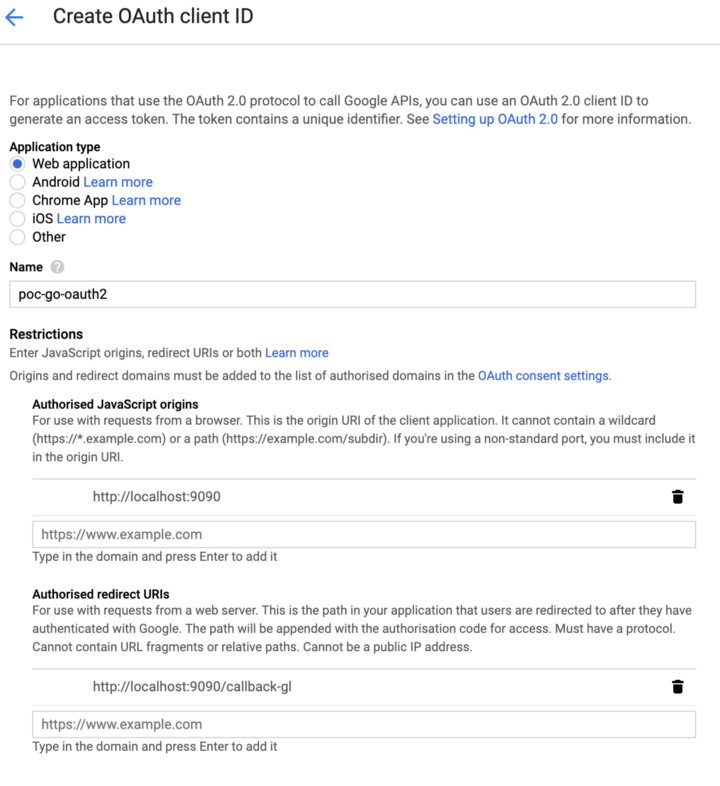 Create OAuth client ID
For applications that use the OAuth 2.0 protocol to call Google APIs, you can use an OAuth 2.0 client ID to
generate an access token. The token contains a unique identifier. See Setting up OAuth 2.0 for more information.
Application type
Web application
Android Learn more
Chrome App Learn more
iOS Learn more
Other
Name ?
poc-go-oauth2
Restrictions
Enter JavaScript origins, redirect URIs or both Learn more
Origins and redirect domains must be added to the list of authorised domains in the OAuth consent settings.
Authorised JavaScript origins
For use with requests from a browser. This is the origin URI of the client application. It cannot contain a wildcard
(https://*.example.com) or a path (https://example.com/subdir). If you're using a non-standard port, you must include it
in the origin URI.
http://localhost:9090
https://www.example.com
Type in the domain and press Enter to add it
Authorised redirect URIs
For use with requests from a web server. This is the path in your application that users are redirected to after they have
authenticated with Google. The path will be appended with the authorisation code for access. Must have a protocol.
Cannot contain URL fragments or relative paths. Cannot be a public IP address.
http://localhost:9090/callback-gl
https://www.example.com
Type in the domain and press Enter to add it